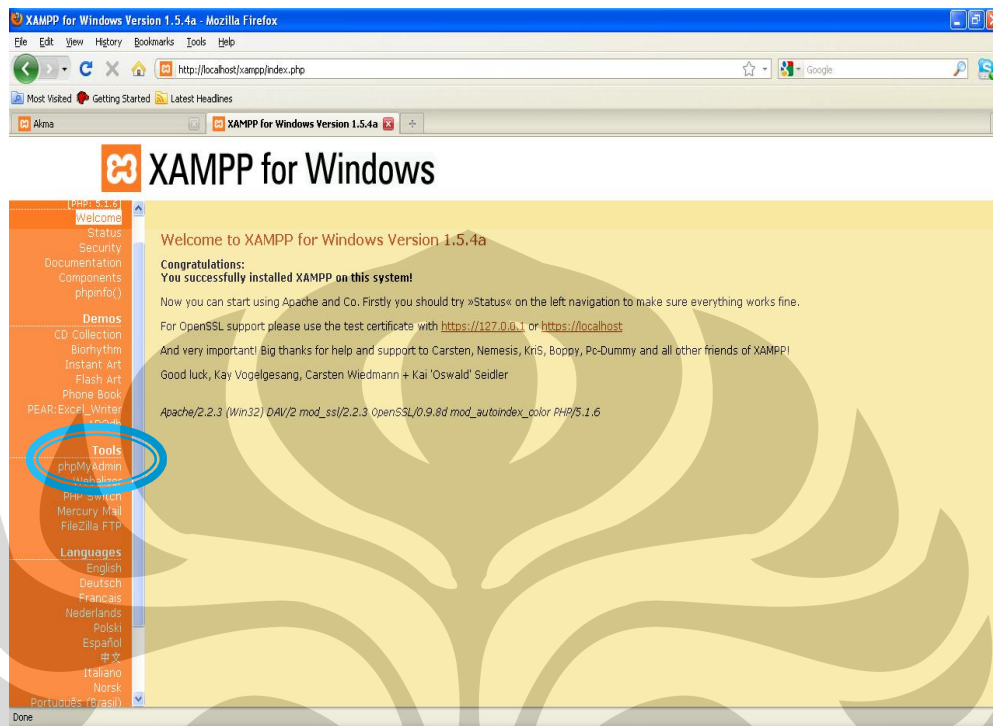 XAMPP for Windows Version 1.5.4a - Mozilla Firefox
File Edit View History Bookmarks Tools Help
http://localhost/xampp/index.php
Google
Most Visited Getting Started Latest Headlines
Akma XAMPP for Windows Version 1.5.4a
XAMPP for Windows
[PHP: 5.1.6]
Welcome
Status
Security
Documentation
Components
phpinfo()
Demos
CD Collection
Biorhythm
Instant Art
Flash Art
Phone Book
PEAR:Excel_Writer
ADOdb
Tools
phpMyAdmin
Webalizer
PHP Switch
Mercury Mail
FileZilla FTP
Languages
English
Deutsch
Francais
Nederlands
Polski
Español
中文
Italiano
Norsk
Português (Brasil)
Welcome to XAMPP for Windows Version 1.5.4a
Congratulations:
You successfully installed XAMPP on this system!
Now you can start using Apache and Co. Firstly you should try »Status« on the left navigation to make sure everything works fine.
For OpenSSL support please use the test certificate with https://127.0.0.1 or https://localhost
And very important! Big thanks for help and support to Carsten, Nemesis, KriS, Boppy, Pc-Dummy and all other friends of XAMPP!
Good luck, Kay Vogelgesang, Carsten Wiedmann + Kai 'Oswald' Seidler
Apache/2.2.3 (Win32) DAV/2 mod_ssl/2.2.3 OpenSSL/0.9.8d mod_autoindex_color PHP/5.1.6
Done